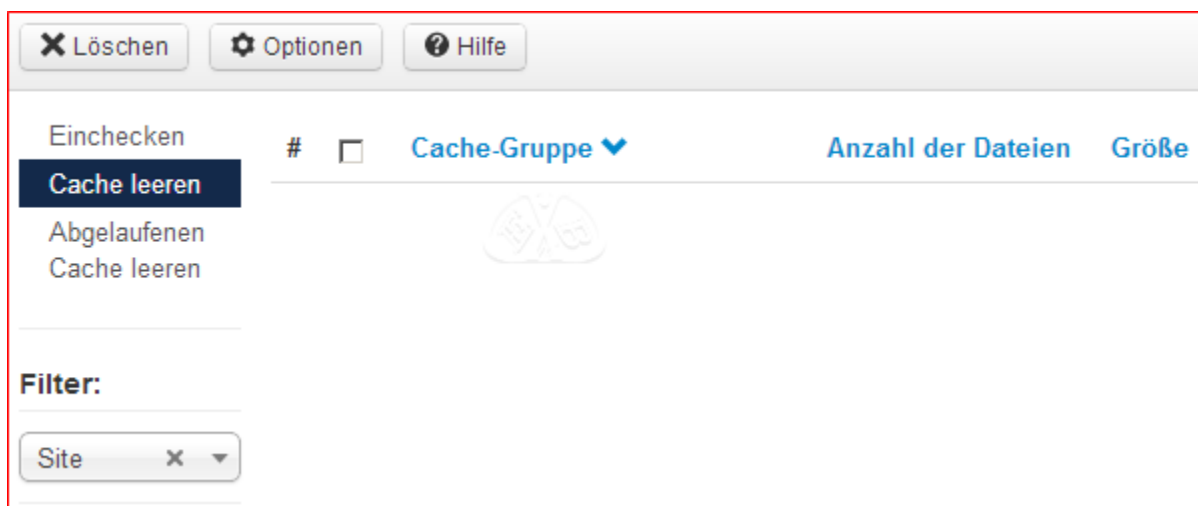 Löschen
Optionen
Hilfe
Einchecken
Cache leeren
Abgelaufenen
Cache leeren
# Cache-Gruppe Anzahl der Dateien Größe
Filter:
Site